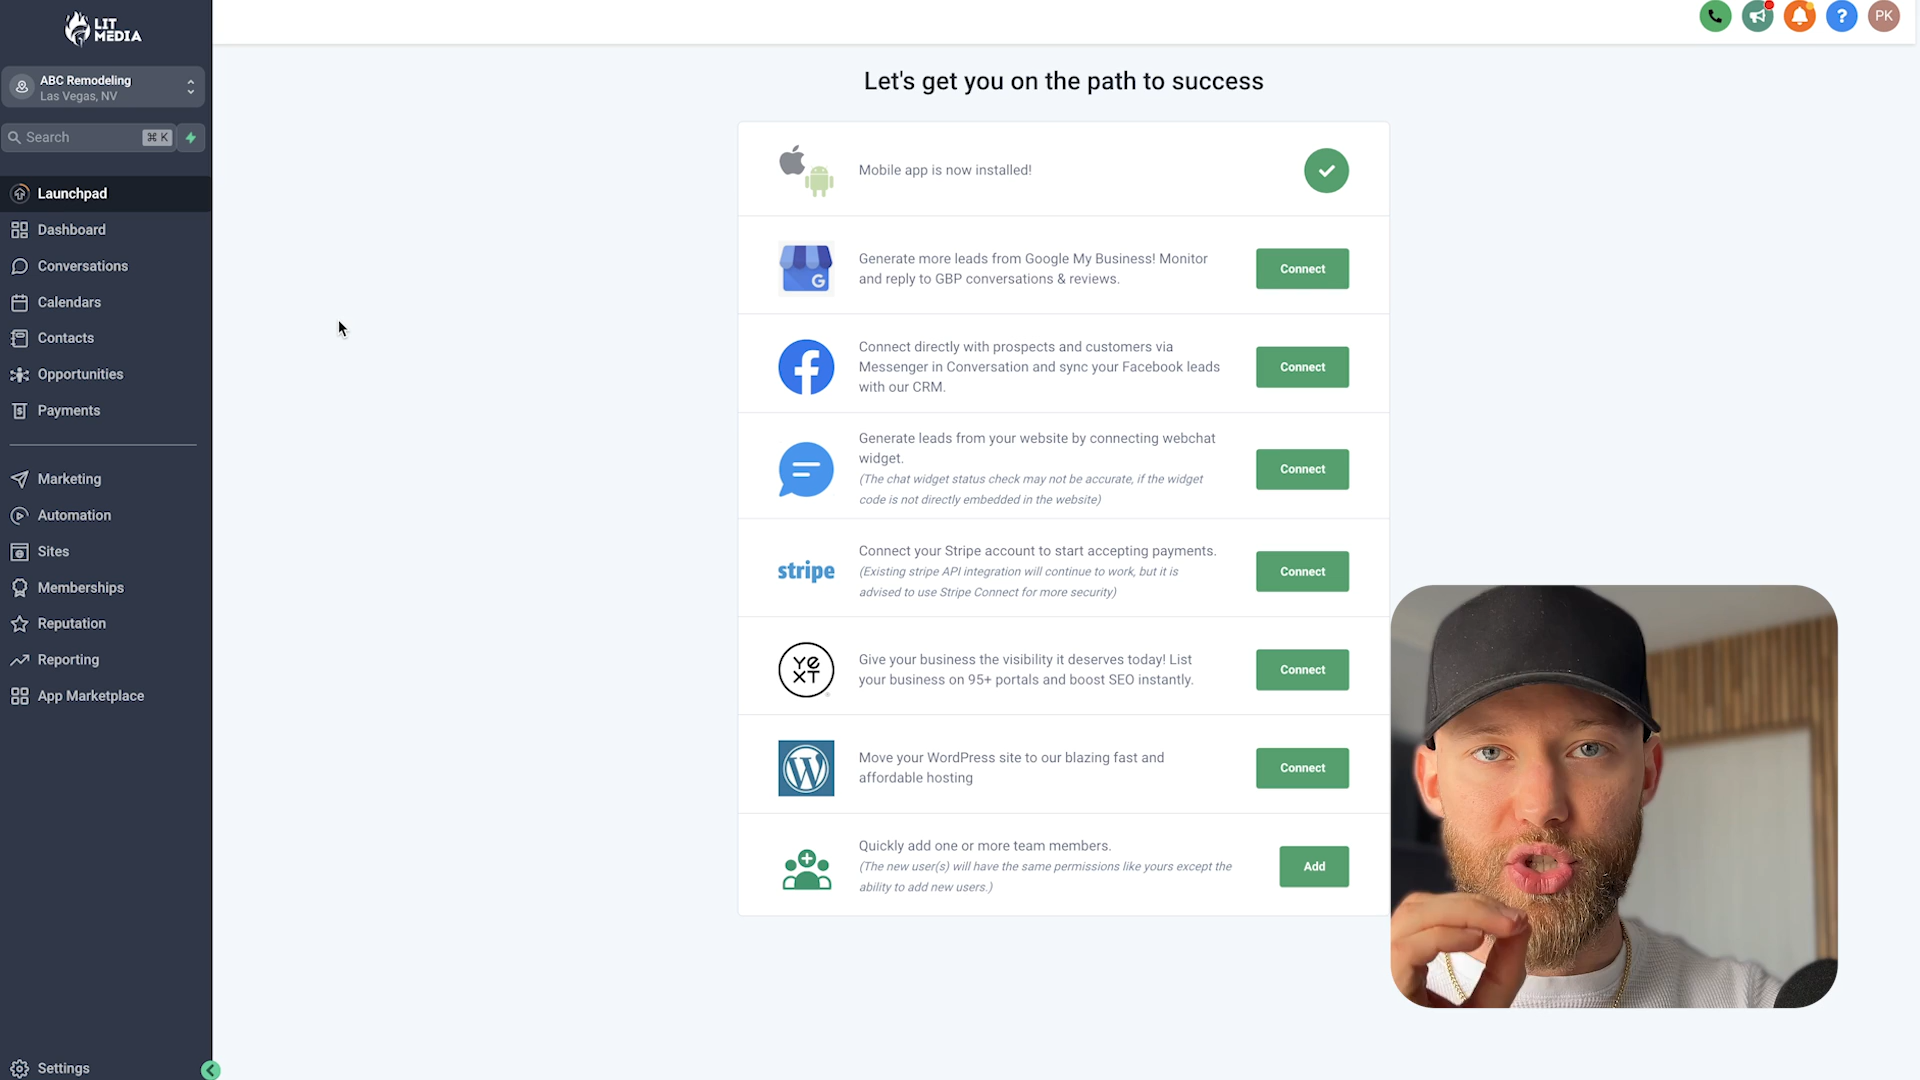 LIT
MEDIA
ABC Remodeling
Las Vegas, NV
Search
⌘ K
Launchpad
Dashboard
Conversations
Calendars
Contacts
Opportunities
Payments
Marketing
Automation
Sites
Memberships
Reputation
Reporting
App Marketplace
Settings
?
PK
Let's get you on the path to success
Mobile app is now installed!
G
Generate more leads from Google My Business! Monitor
and reply to GBP conversations & reviews.
Connect
Connect directly with prospects and customers via
Messenger in Conversation and sync your Facebook leads
with our CRM.
Connect
Generate leads from your website by connecting webchat
widget.
(The chat widget status check may not be accurate, if the widget
code is not directly embedded in the website)
Connect
stripe
Connect your Stripe account to start accepting payments.
(Existing stripe API integration will continue to work, but it is
advised to use Stripe Connect for more security)
Connect
Ye
XT
Give your business the visibility it deserves today! List
your business on 95+ portals and boost SEO instantly.
Connect
Move your WordPress site to our blazing fast and
affordable hosting
Connect
Quickly add one or more team members.
(The new user(s) will have the same permissions like yours except the
ability to add new users.)
Add